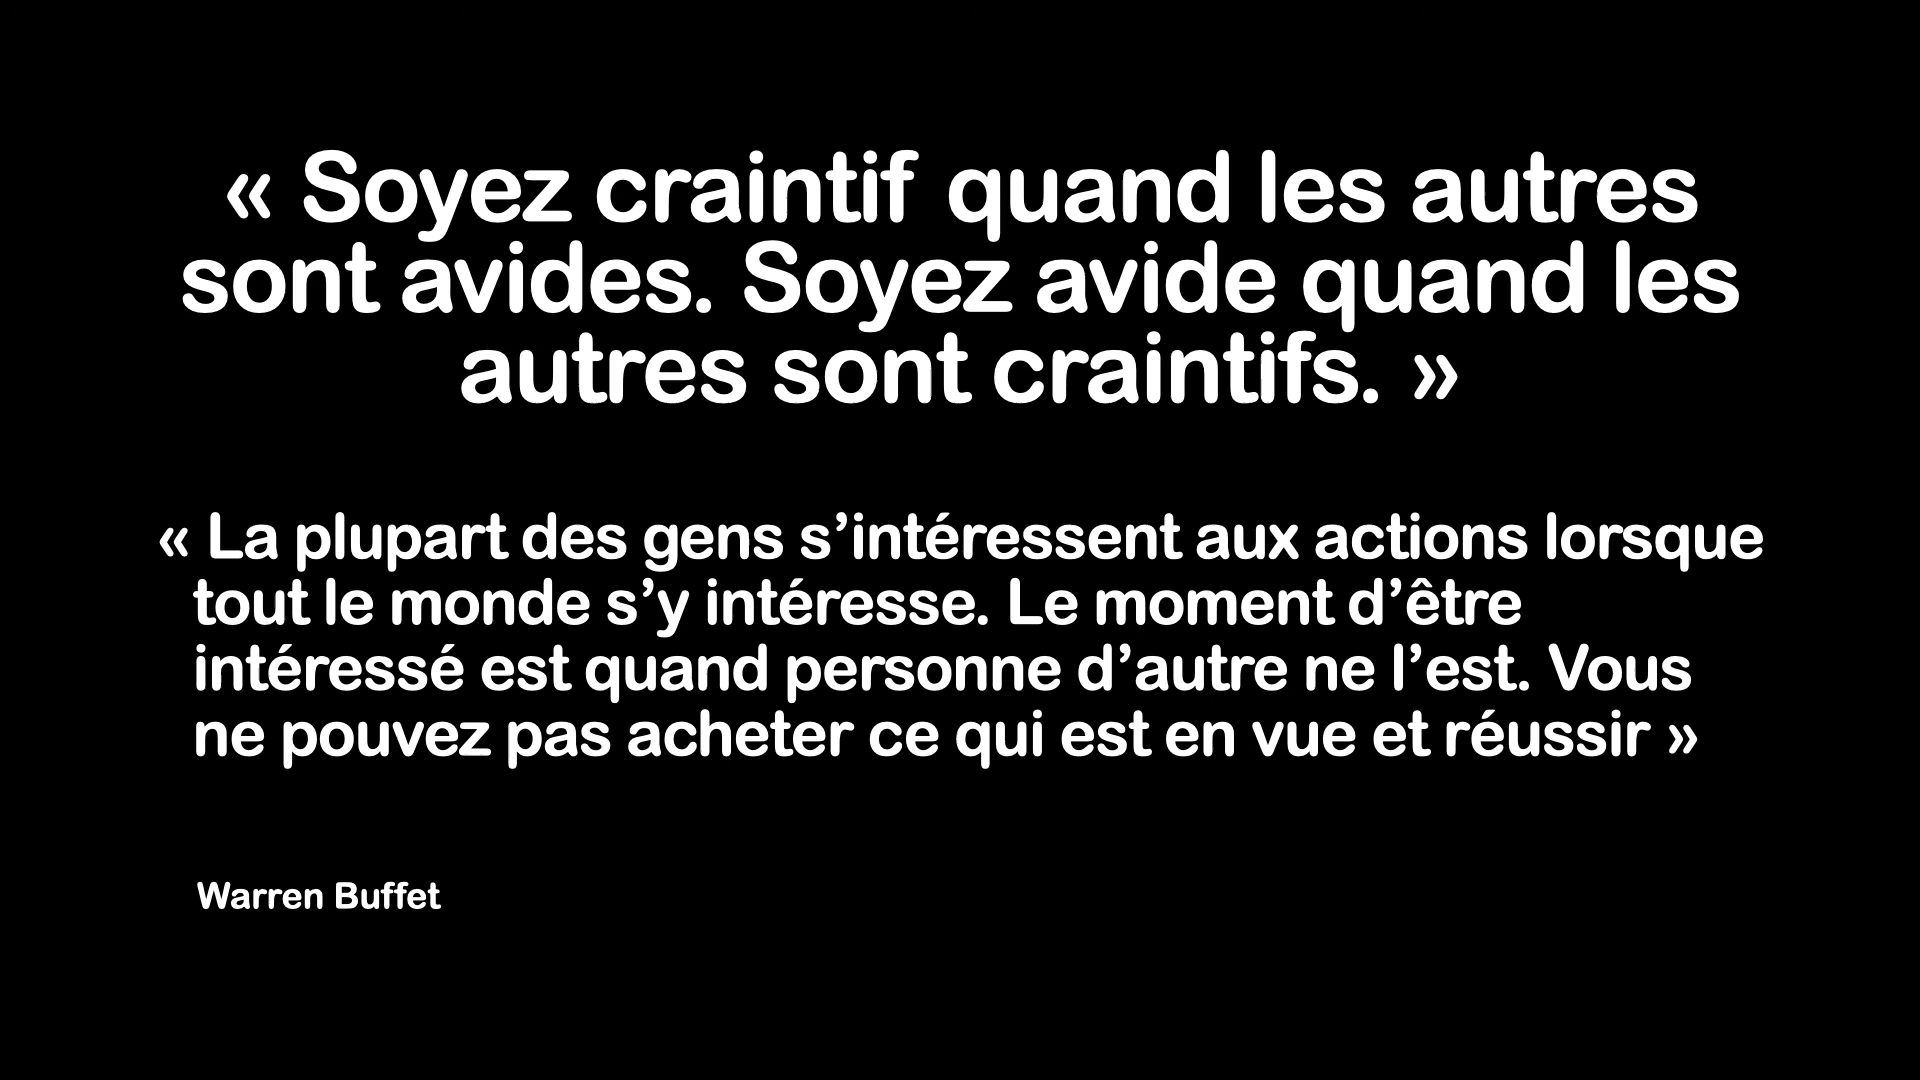 « Soyez craintif quand les autres
sont avides. Soyez avide quand les
autres sont craintifs. »
« La plupart des gens s’intéressent aux actions lorsque
tout le monde s’y intéresse. Le moment d’être
intéressé est quand personne d’autre ne l’est. Vous
ne pouvez pas acheter ce qui est en vue et réussir »
Warren Buffet